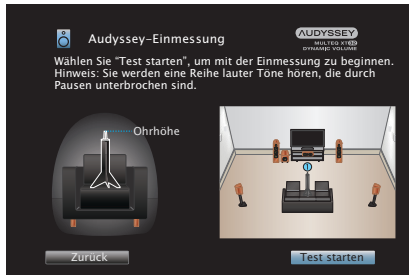 Audyssey-Einmessung
AUDYSSEY
MULTEQ XT32
DYNAMIC VOLUME
Wählen Sie “Test starten”, um mit der Einmessung zu beginnen.
Hinweis: Sie werden eine Reihe lauter Töne hören, die durch
Pausen unterbrochen sind.
Ohrhöhe
1
Zurück
Test starten